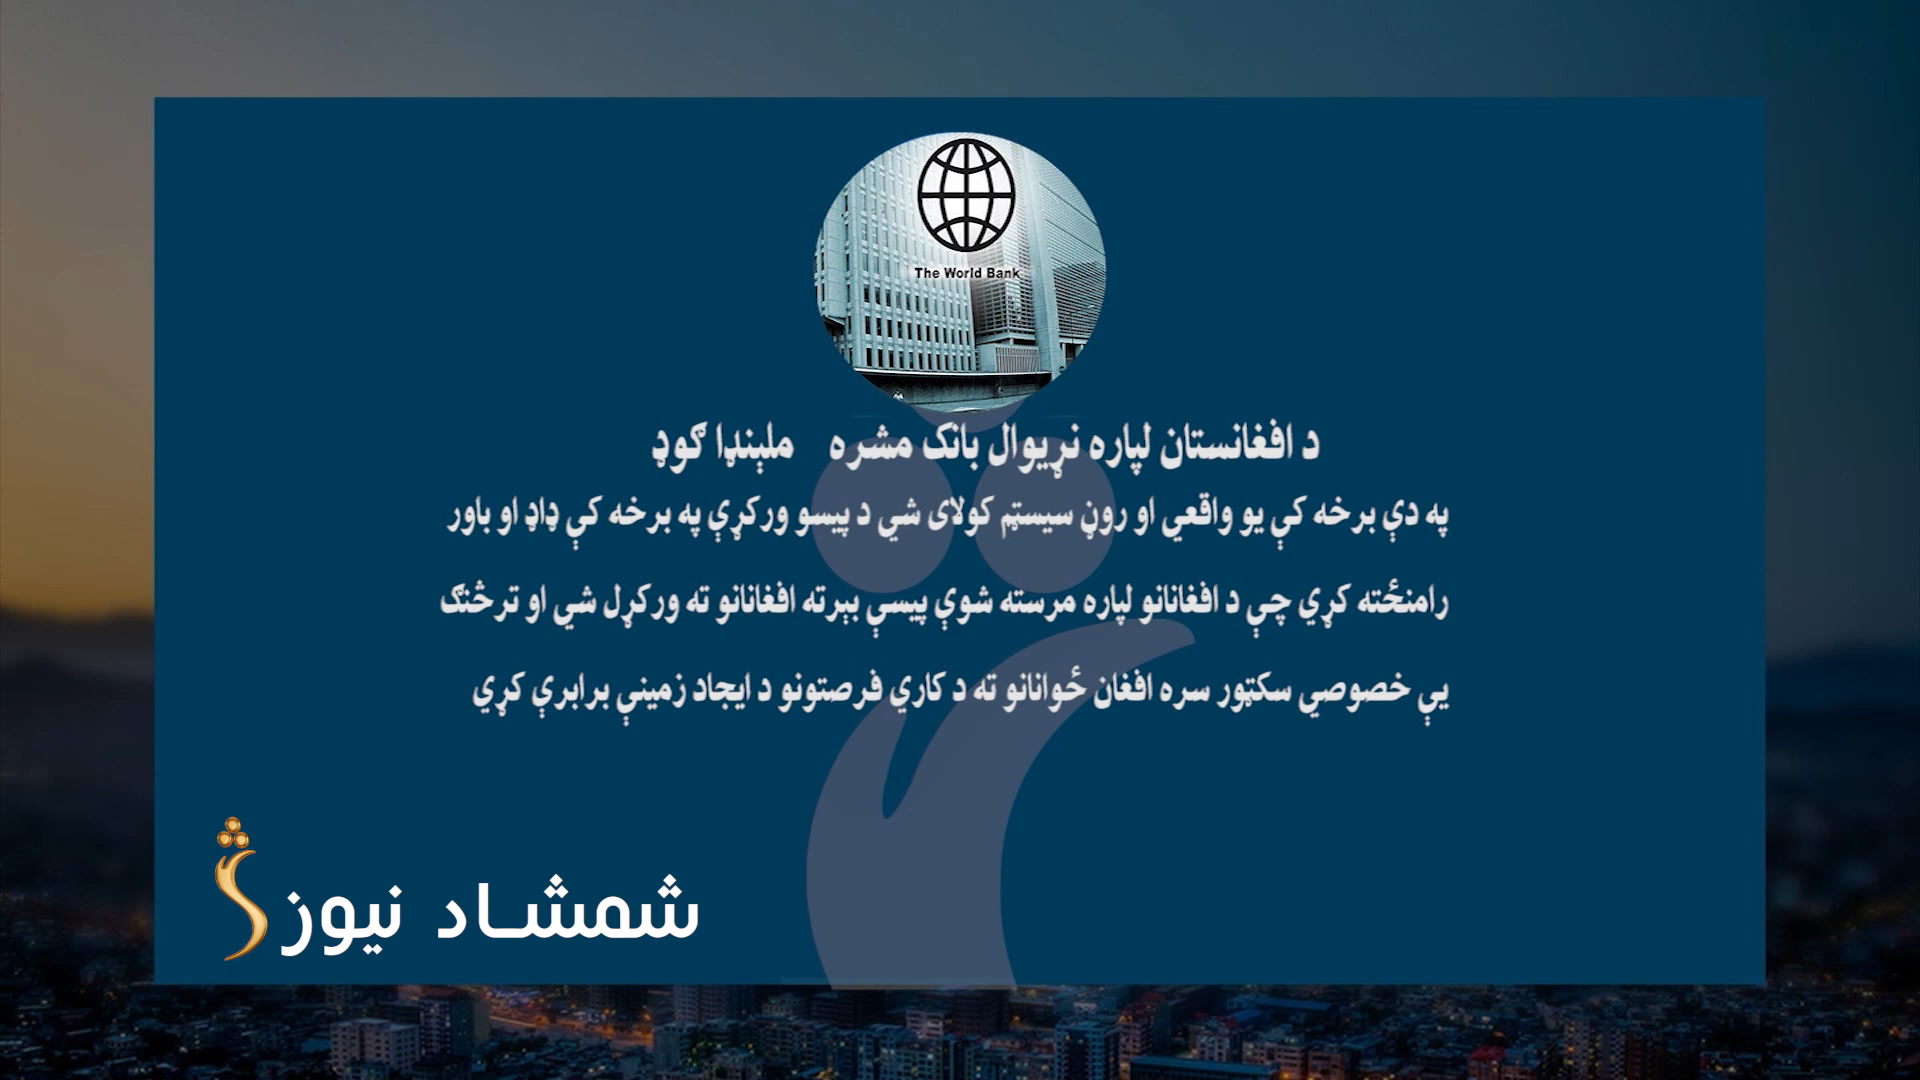 The World Bank
د افغانستان لپاره نړیوال بانک مشره ملېنډا ګوډ
په دې برخه کې یو واقعي او روڼ سیسټم کولای شي د پیسو ورکړې په برخه کې ډاډ او باور
رامنځته کړي چې د افغانانو لپاره مرسته شوې پیسې بېرته افغانانو ته ورکړل شي او ترڅنګ
یې خصوصي سکټور سره افغان ځوانانو ته د کاري فرصتونو د ایجاد زمینې برابرې کړي
شمشاد نیوز